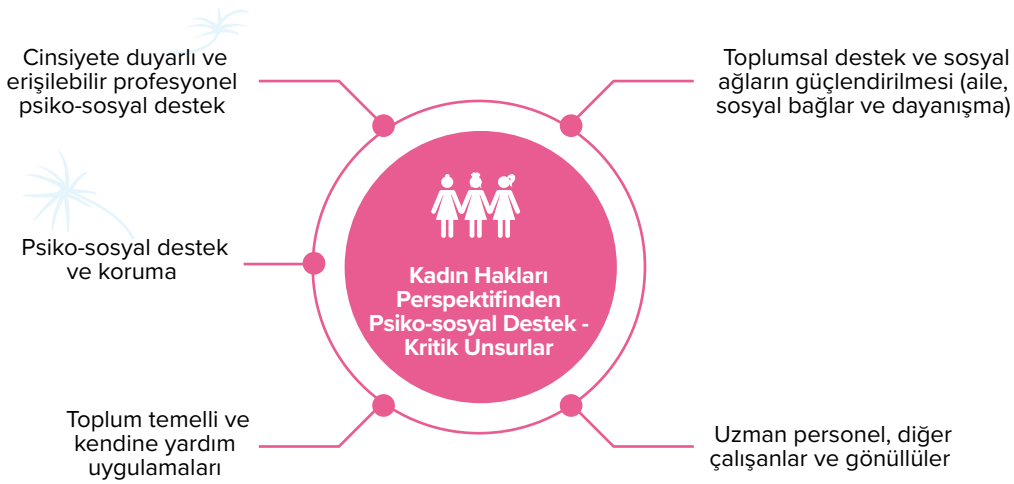 Cinsiyete duyarlı ve
erişilebilir profesyonel
psiko-sosyal destek
Toplumsal destek ve sosyal
ağların güçlendirilmesi (aile,
sosyal bağlar ve dayanışma)
Psiko-sosyal destek
ve koruma
Kadın Hakları
Perspektifinden
Psiko-sosyal Destek -
Kritik Unsurlar
Toplum temelli ve
kendine yardım
uygulamaları
Uzman personel, diğer
çalışanlar ve gönüllüler